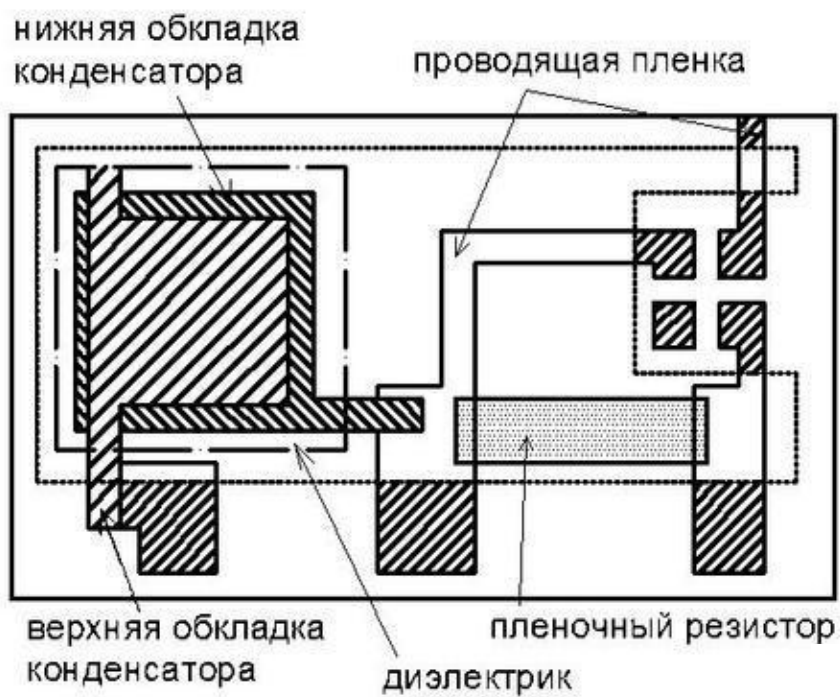 нижняя обкладка
конденсатора
проводящая пленка
верхняя обкладка
конденсатора
диэлектрик
пленочный резистор